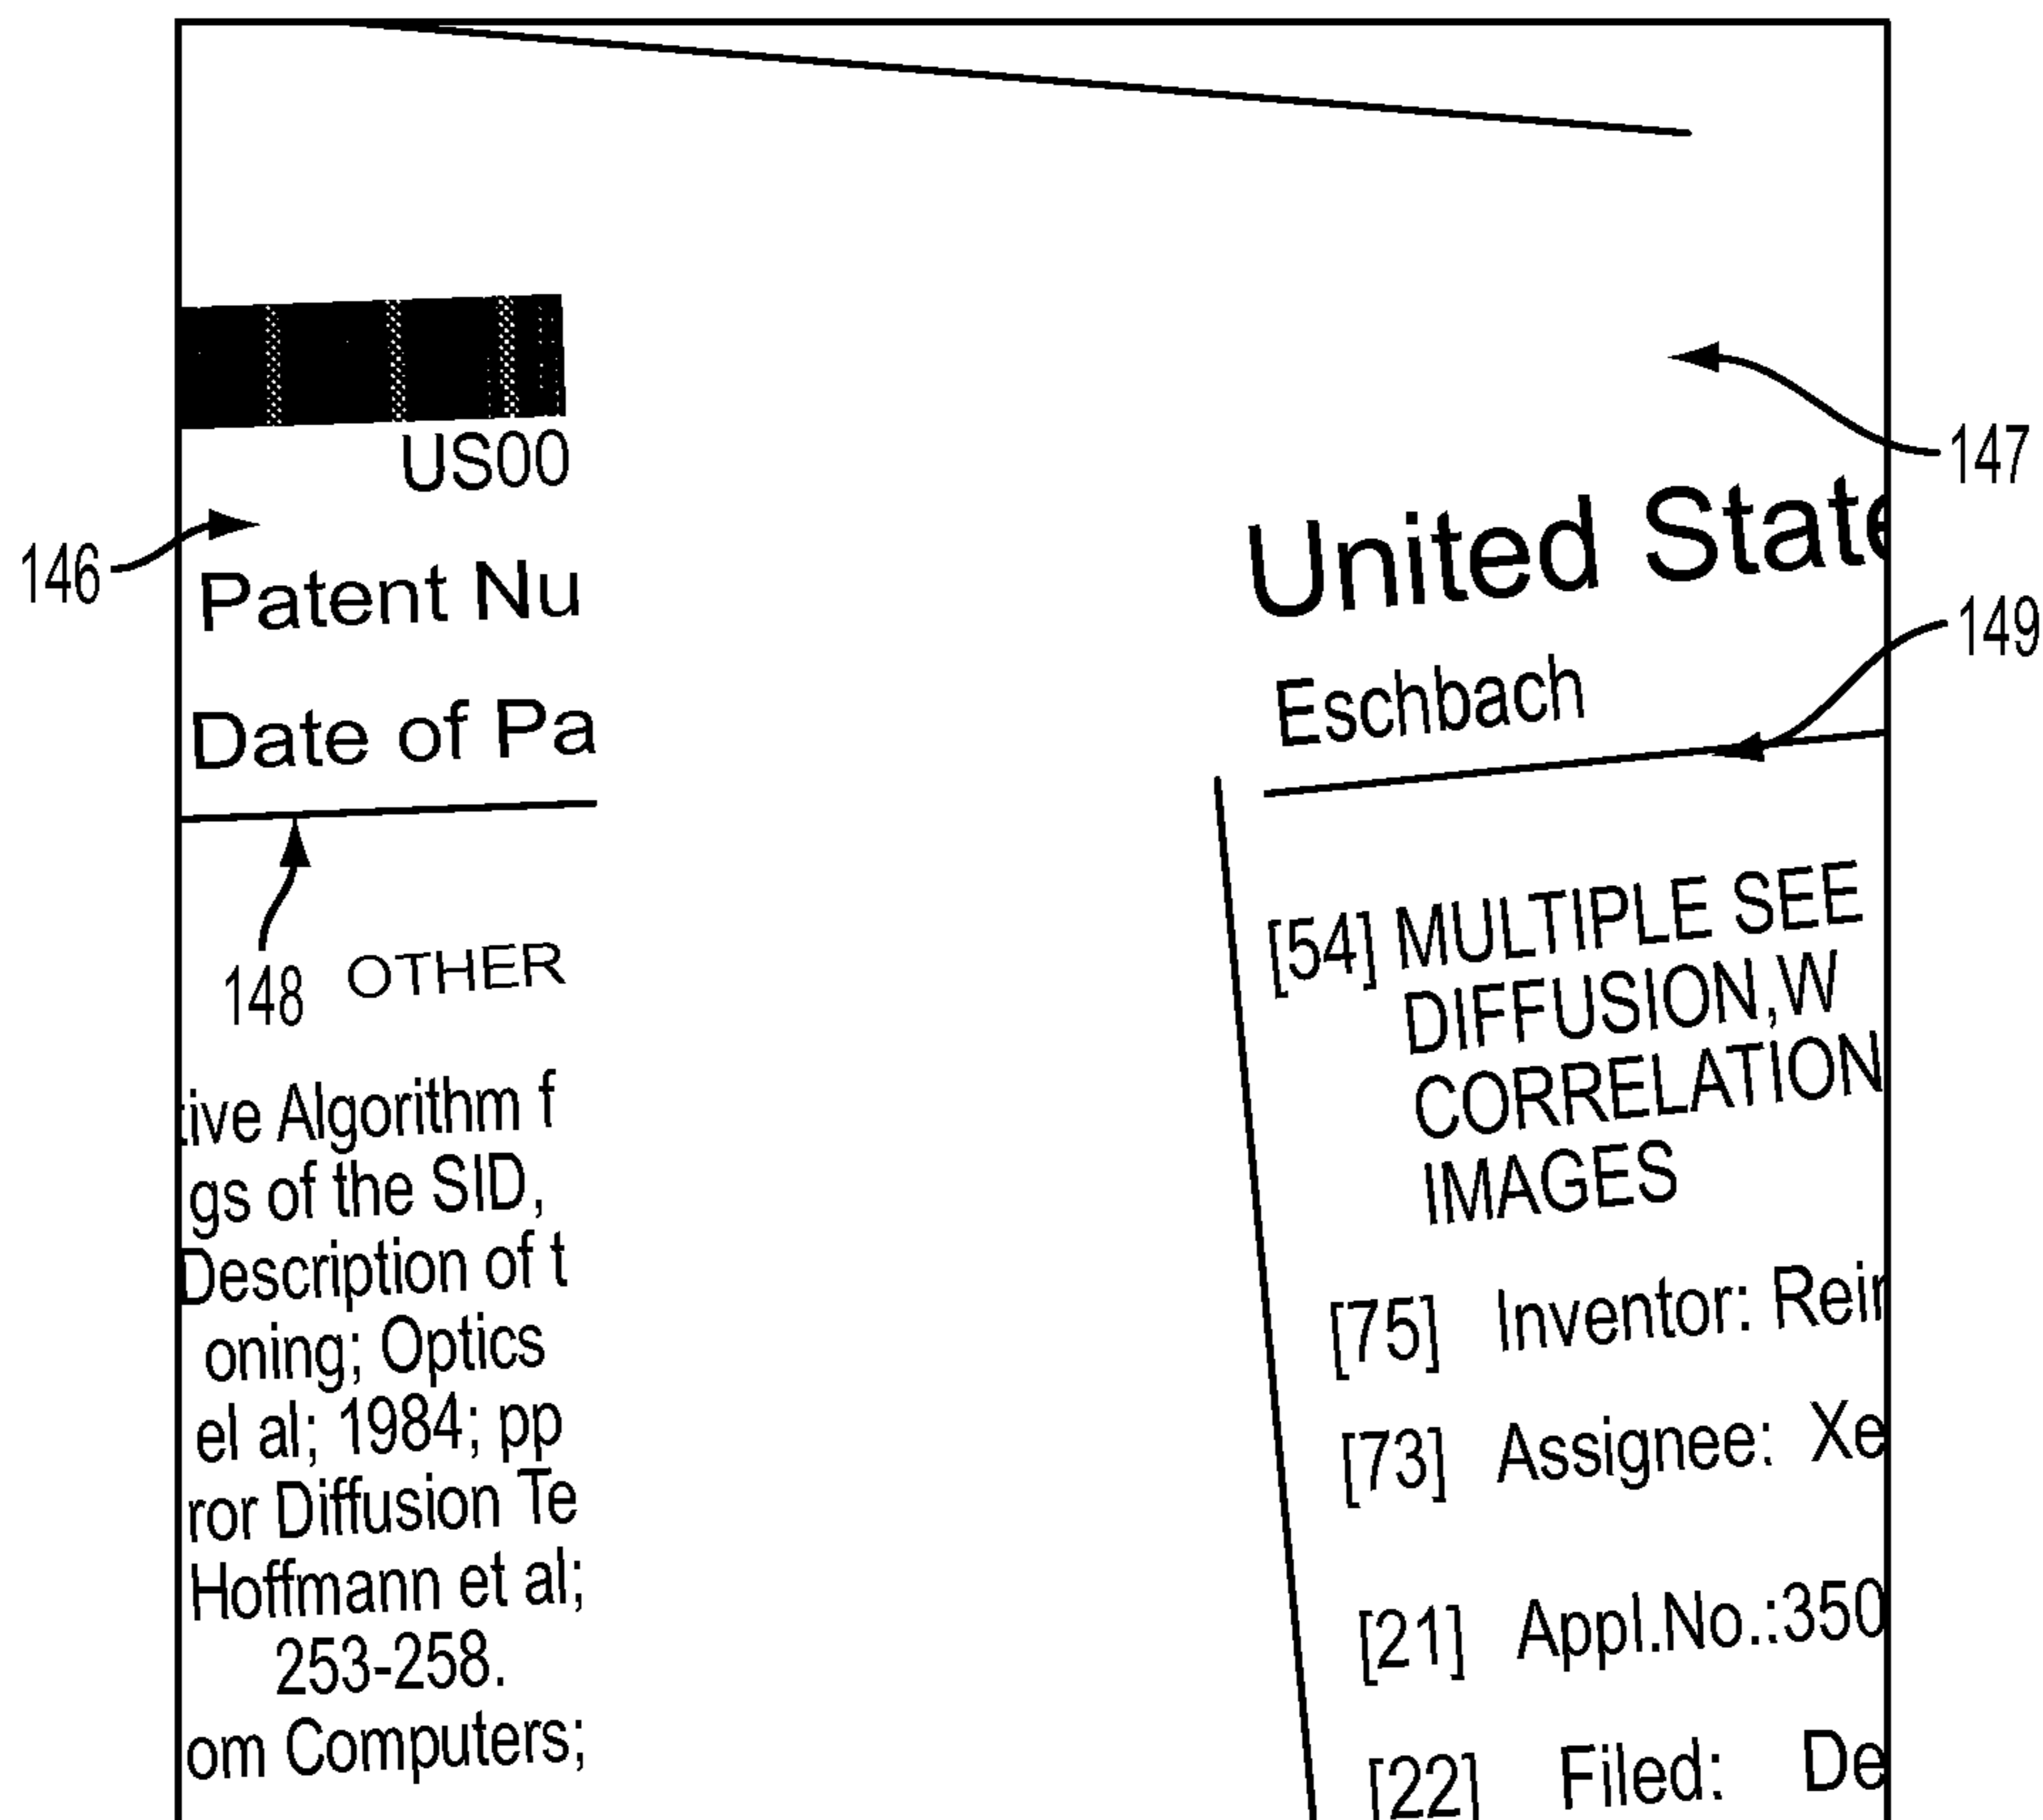 US00
146
Patent Nu
Date of Pa
148
OTHER
tive Algorithm f
gs of the SID,
Description of t
oning; Optics
el al; 1984; pp
ror Diffusion Te
Hoffmann et al;
253-258.
om Computers;
147
United State
149
Eschbach
[54] MULTIPLE SEE
DIFFUSION,W
CORRELATION
IMAGES
[75] Inventor: Rein
[73] Assignee: Xe
[21] Appl.No.:350
[22] Filed: De